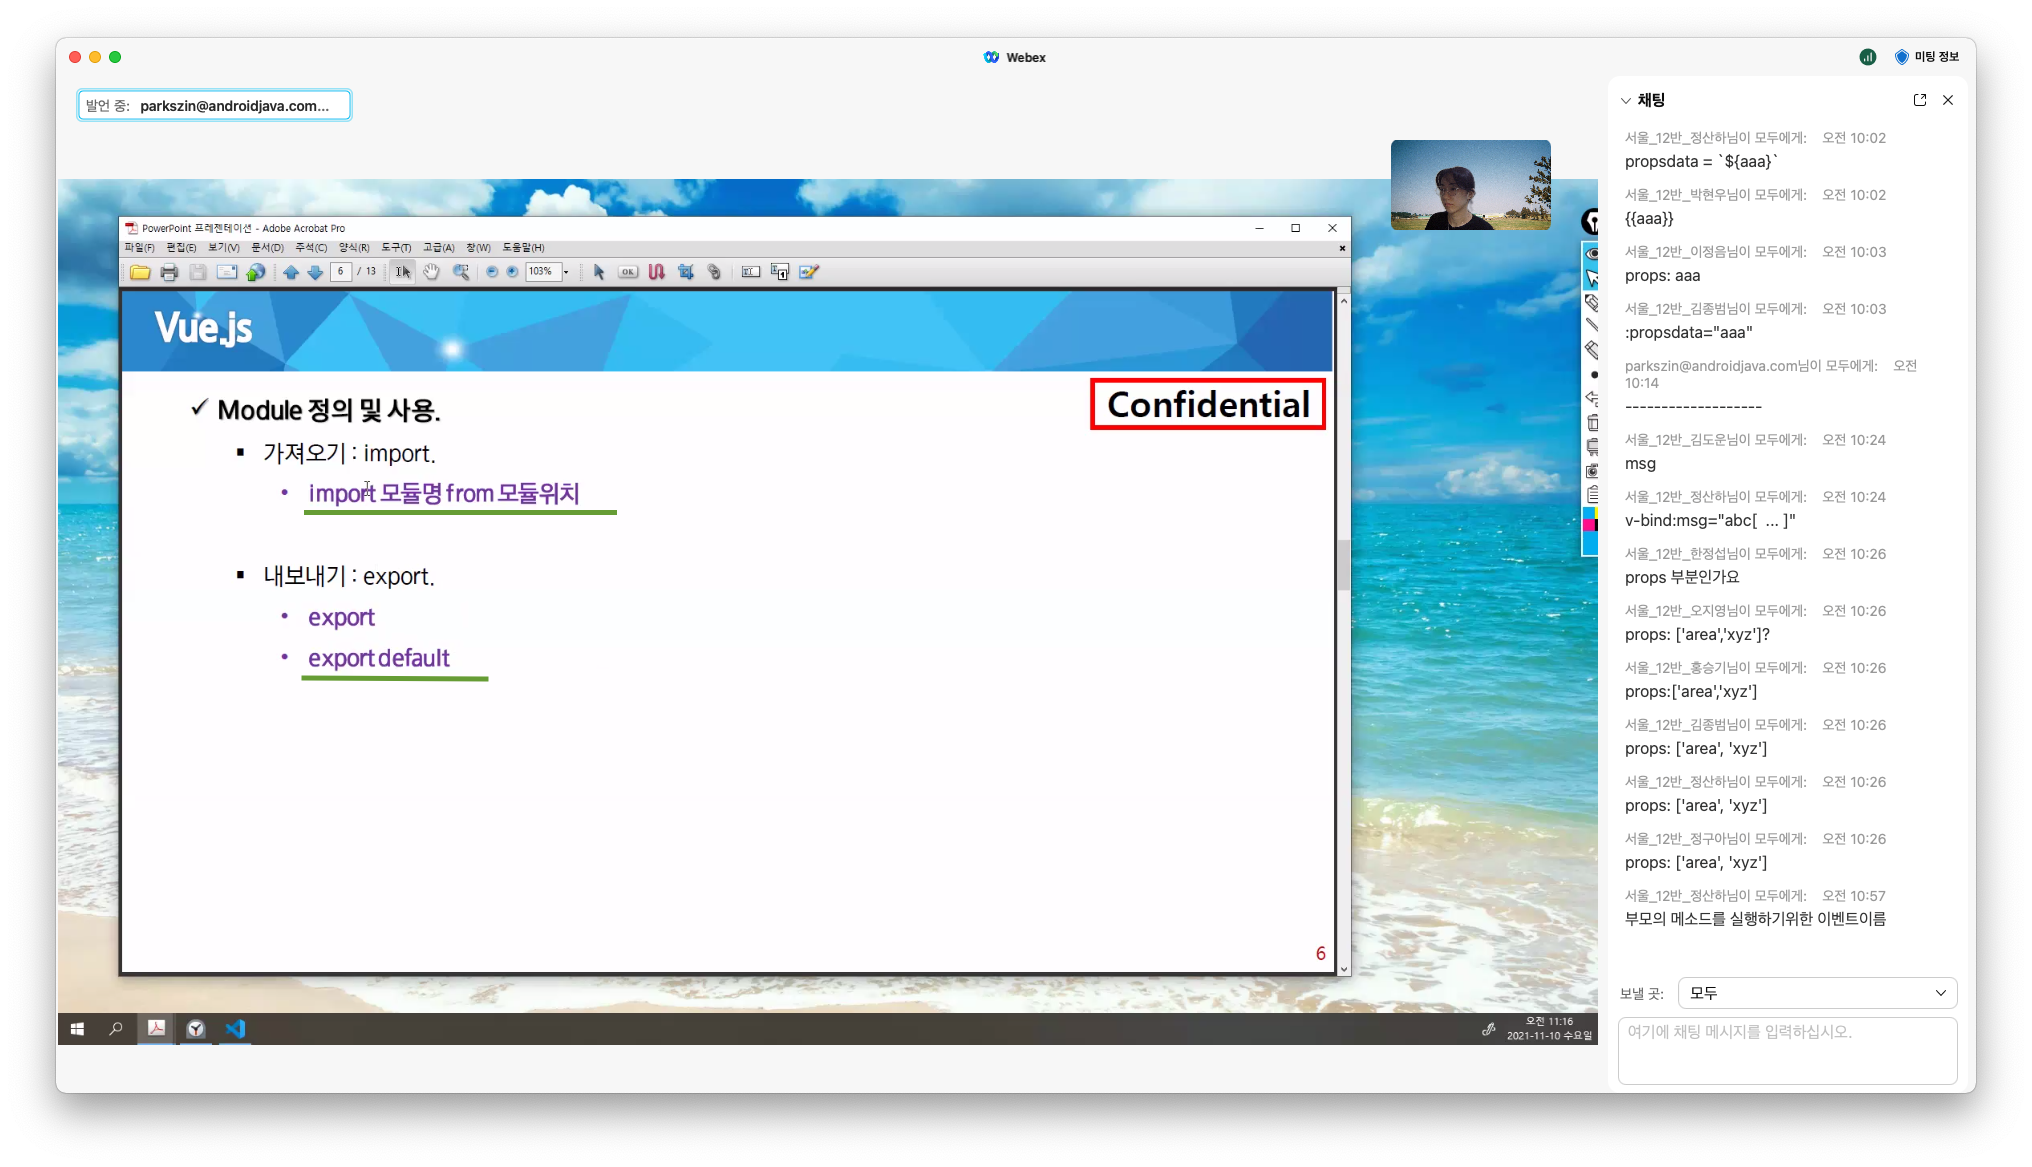 Webex
미팅 정보
발언 중: parkszin@androidjava.com...
PowerPoint 프레젠테이션 - Adobe Acrobat Pro
파일(F) 편집(E) 보기(V) 문서(D) 주석(C) 양식(R) 도구(T) 고급(A) 창(W) 도움말(H)
6 / 13 OK 103%
Vue.js
Confidential
✓ Module 정의 및 사용.
▪ 가져오기 : import.
• import 모듈명 from 모듈위치
▪ 내보내기 : export.
• export
• export default
6
오전 11:16
2021-11-10 수요일
채팅
서울_12반_정산하님이 모두에게: 오전 10:02
propsdata = `${aaa}`
서울_12반_박현우님이 모두에게: 오전 10:02
{{aaa}}
서울_12반_이정음님이 모두에게: 오전 10:03
props: aaa
서울_12반_김종범님이 모두에게: 오전 10:03
:propsdata="aaa"
parkszin@androidjava.com님이 모두에게: 오전
10:14
-------------------
서울_12반_김도운님이 모두에게: 오전 10:24
msg
서울_12반_정산하님이 모두에게: 오전 10:24
v-bind:msg="abc[ ... ]"
서울_12반_한정섭님이 모두에게: 오전 10:26
props 부분인가요
서울_12반_오지영님이 모두에게: 오전 10:26
props: ['area','xyz']?
서울_12반_홍승기님이 모두에게: 오전 10:26
props:['area','xyz']
서울_12반_김종범님이 모두에게: 오전 10:26
props: ['area', 'xyz']
서울_12반_정산하님이 모두에게: 오전 10:26
props: ['area', 'xyz']
서울_12반_정구아님이 모두에게: 오전 10:26
props: ['area', 'xyz']
서울_12반_정산하님이 모두에게: 오전 10:57
부모의 메소드를 실행하기위한 이벤트이름
보낼 곳: 모두
여기에 채팅 메시지를 입력하십시오.